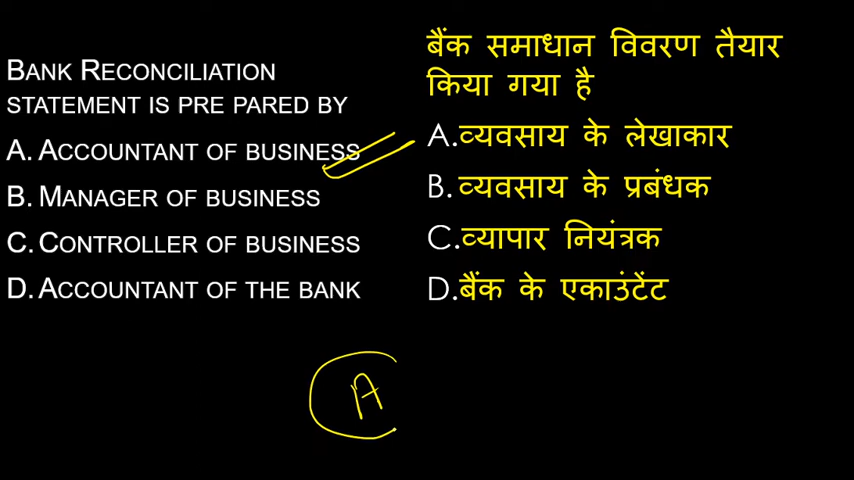 BANK RECONCILIATION
STATEMENT IS PRE PARED BY
A. ACCOUNTANT OF BUSINESS
B. MANAGER OF BUSINESS
C. CONTROLLER OF BUSINESS
D. ACCOUNTANT OF THE BANK
बैंक समाधान विवरण तैयार
किया गया है
A.व्यवसाय के लेखाकार
B. व्यवसाय के प्रबंधक
C.व्यापार नियंत्रक
D.बैंक के एकाउंटेंट
A